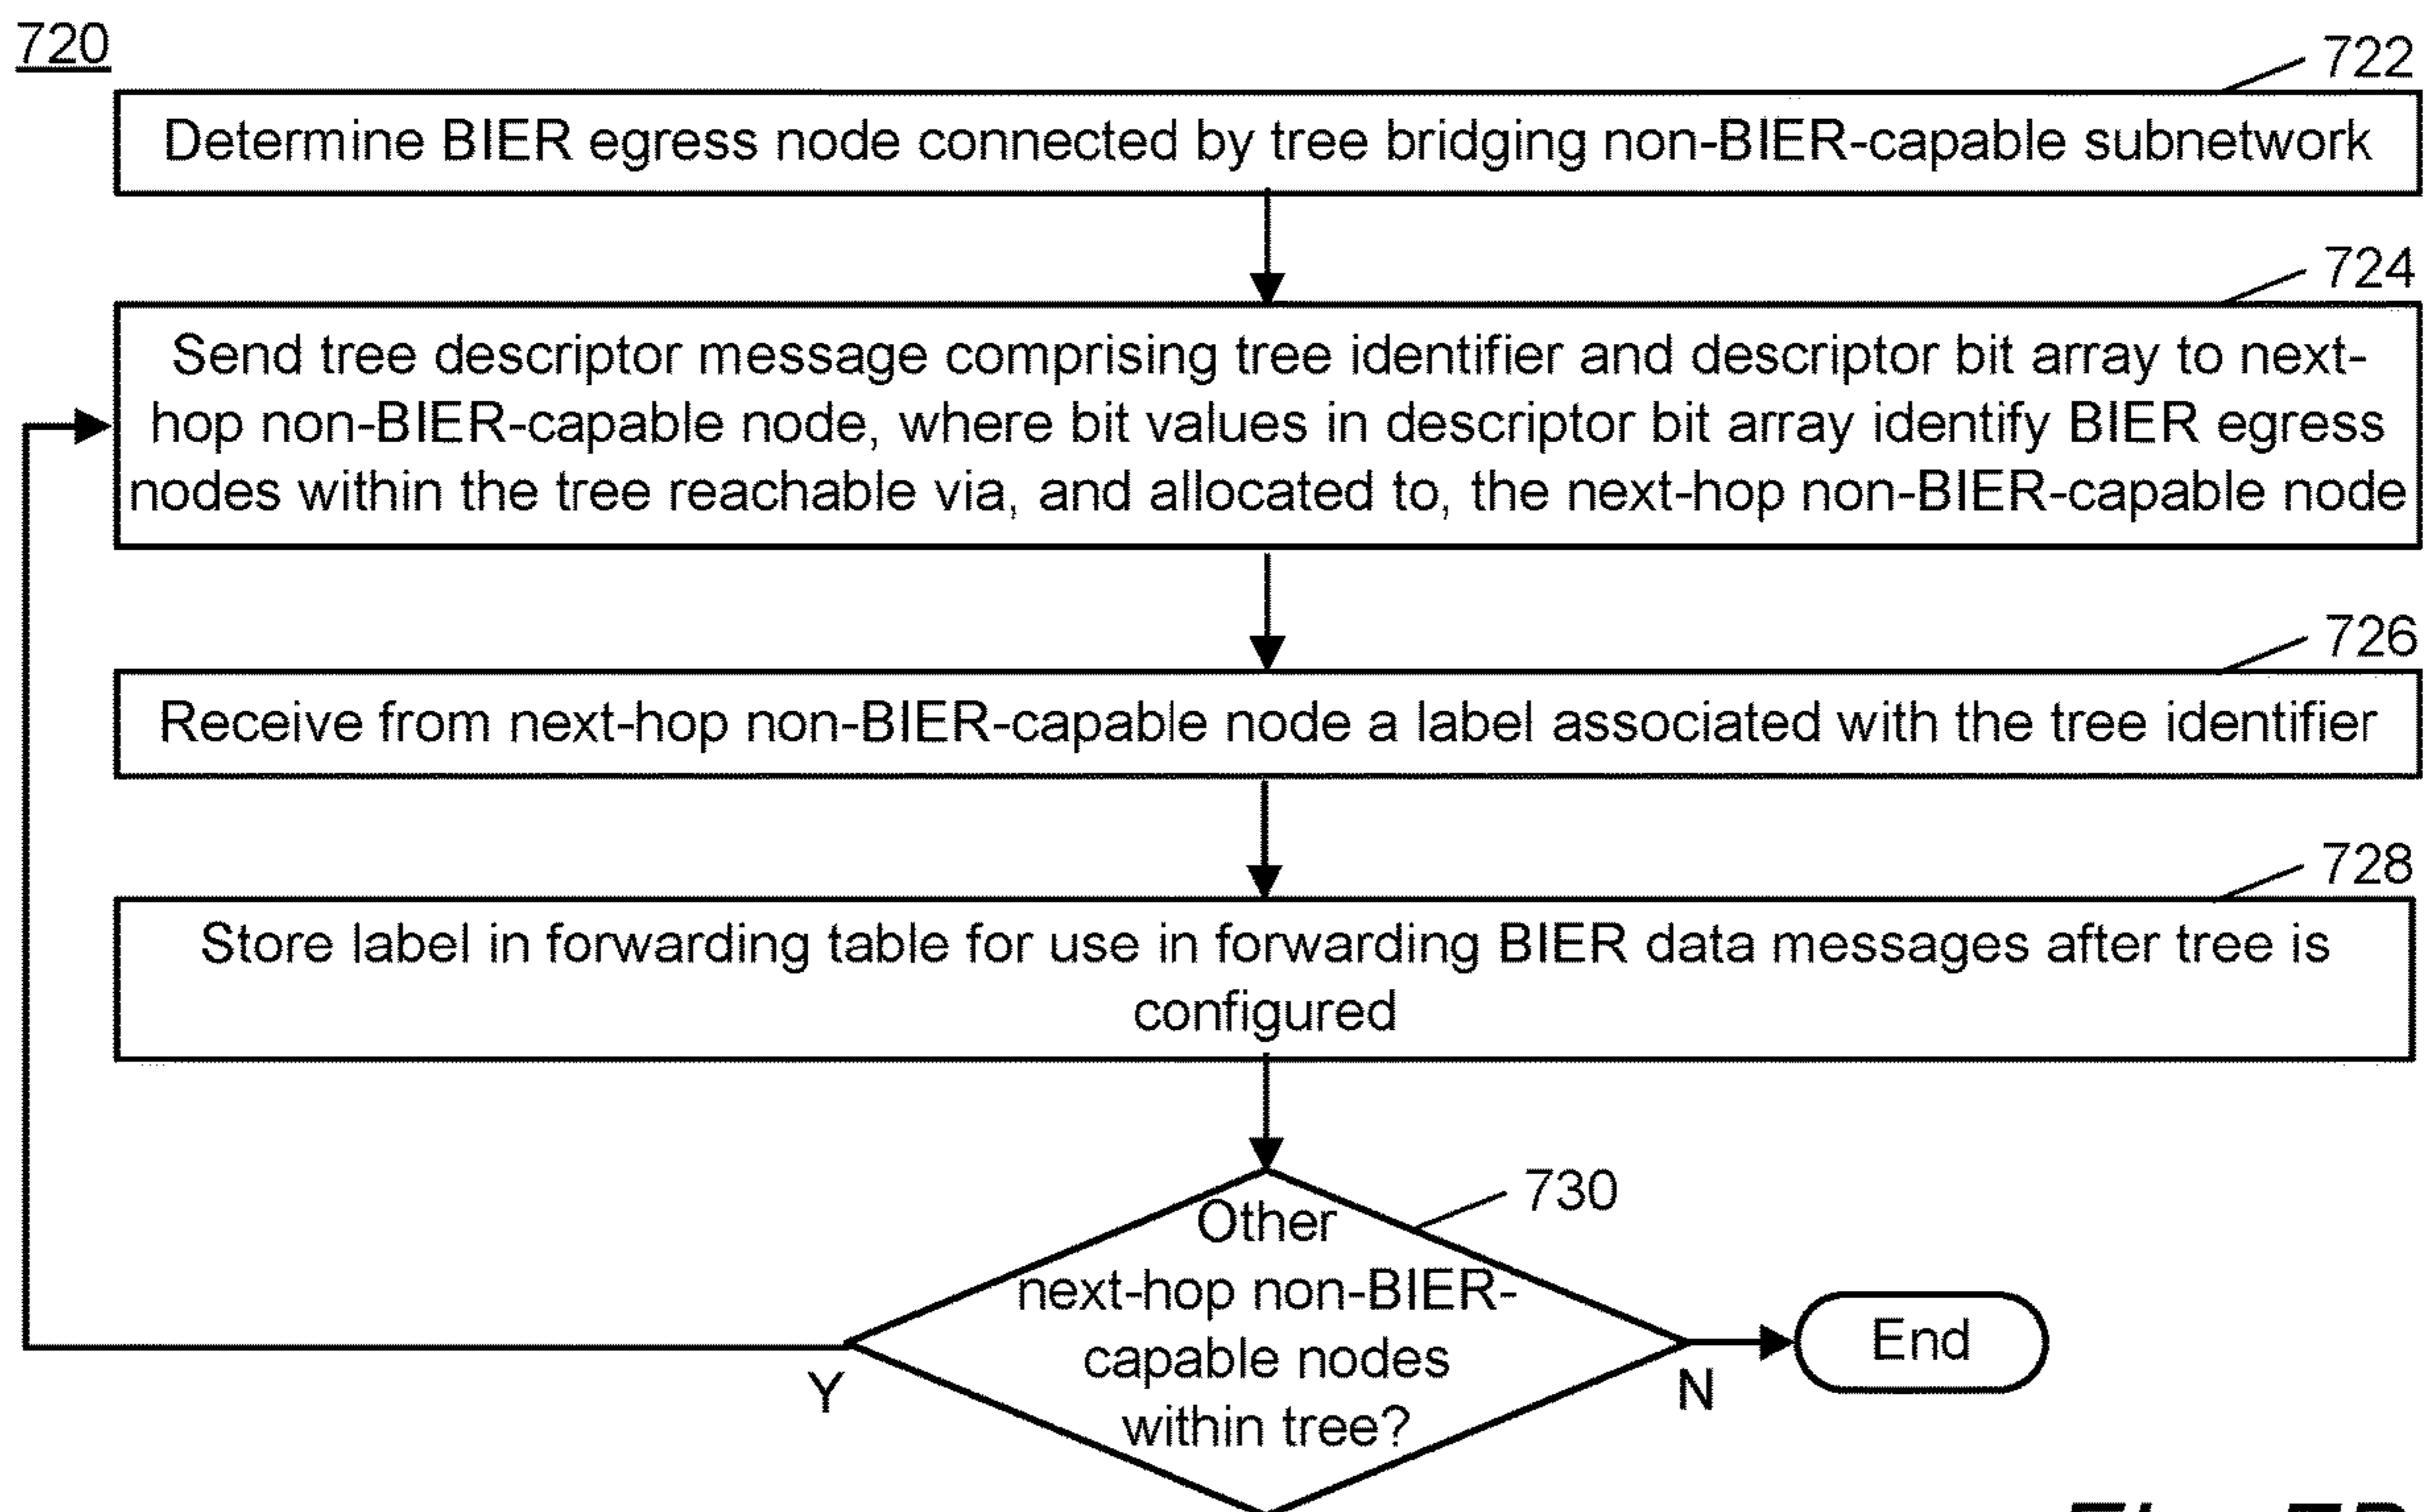 720
722
Determine BIER egress node connected by tree bridging non-BIER-capable subnetwork
724
Send tree descriptor message comprising tree identifier and descriptor bit array to next-
hop non-BIER-capable node, where bit values in descriptor bit array identify BIER egress
nodes within the tree reachable via, and allocated to, the next-hop non-BIER-capable node
726
Receive from next-hop non-BIER-capable node a label associated with the tree identifier
728
Store label in forwarding table for use in forwarding BIER data messages after tree is
configured
730
Other
next-hop non-BIER-
capable nodes
within tree?
Y
N
End